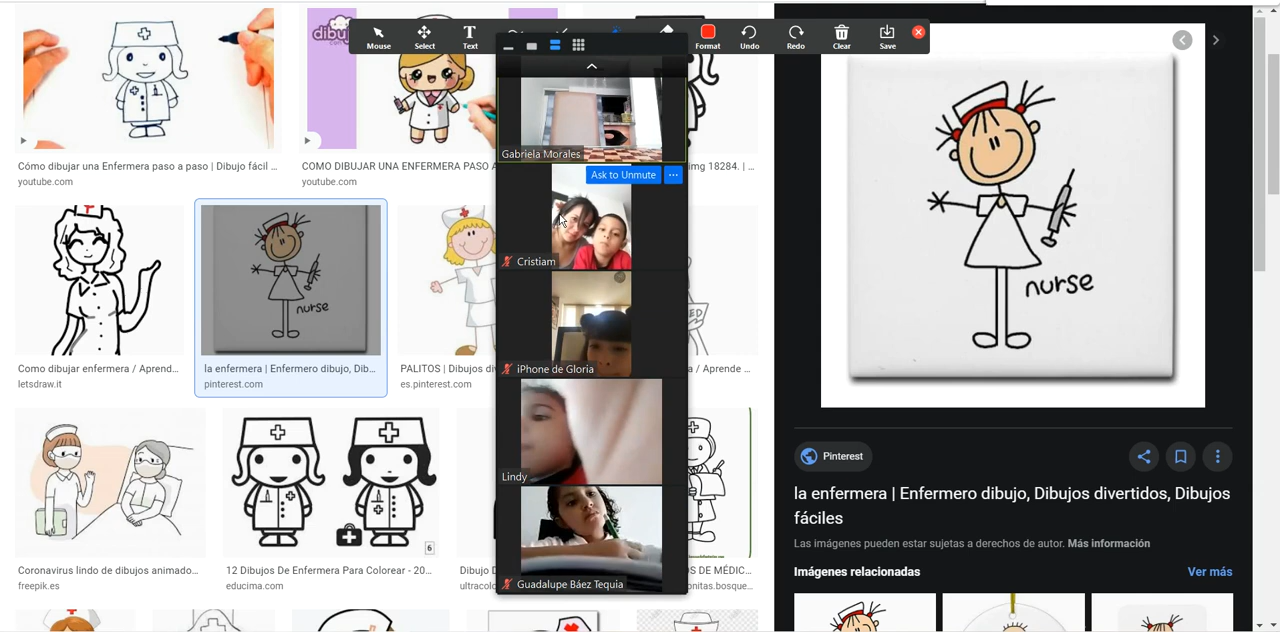 Mouse
Select
Text
Format
Undo
Redo
Clear
Save
Cómo dibujar una Enfermera paso a paso | Dibujo fácil ...
youtube.com
COMO DIBUJAR UNA ENFERMERA PASO A
youtube.com
img 18284. | ...
Gabriela Morales
Ask to Unmute
Cristiam
iPhone de Gloria
Lindy
Guadalupe Báez Tequia
nurse
Como dibujar enfermera / Aprend...
letsdraw.it
la enfermera | Enfermero dibujo, Dib...
pinterest.com
PALITOS | Dibujos di
es.pinterest.com
/ Aprende ...
6
Coronavirus lindo de dibujos animado...
freepik.es
12 Dibujos De Enfermera Para Colorear - 20...
educima.com
Dibujo D
ultracolo
OS DE MÉDIC...
onitas.bosque...
nurse
Pinterest
la enfermera | Enfermero dibujo, Dibujos divertidos, Dibujos
fáciles
Las imágenes pueden estar sujetas a derechos de autor. Más información
Imágenes relacionadas
Ver más